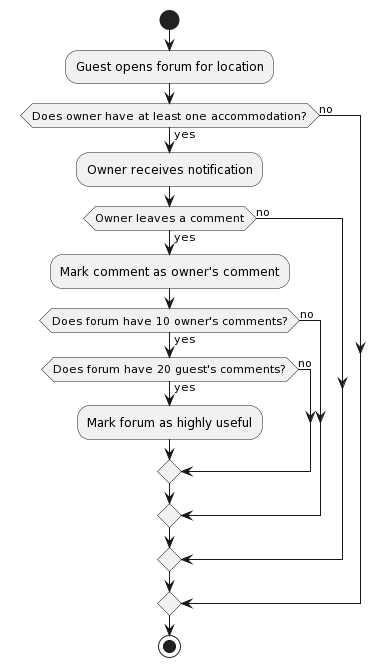 Guest opens forum for location
Does owner have at least one accommodation?
no
yes
Owner receives notification
Owner leaves a comment
no
yes
Mark comment as owner's comment
Does forum have 10 owner's comments?
no
yes
Does forum have 20 guest's comments?
no
yes
Mark forum as highly useful